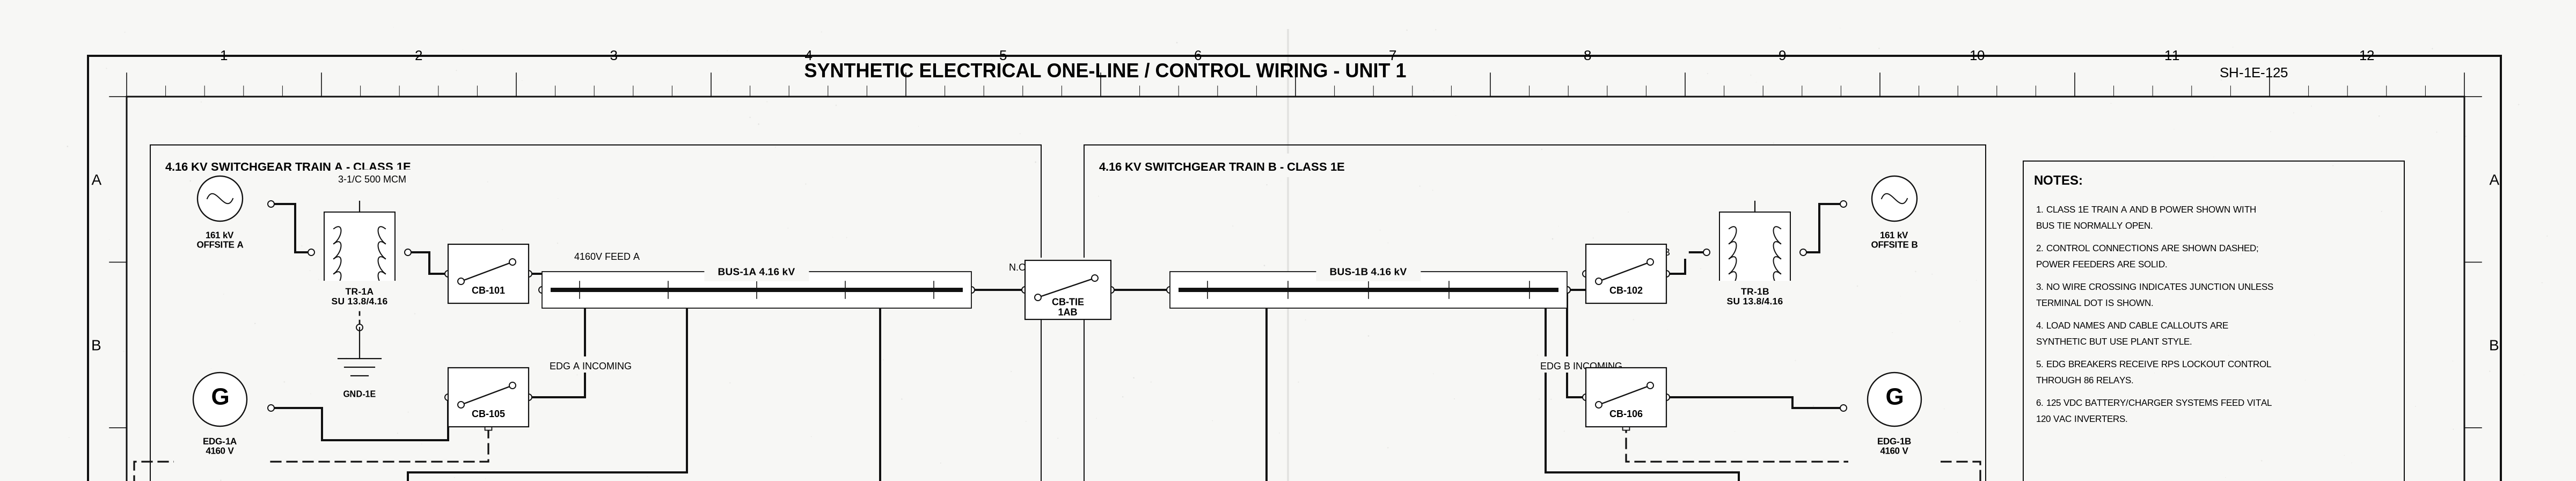 1 2 3 4 5 6 7 8 9 10 11 12
SYNTHETIC ELECTRICAL ONE-LINE / CONTROL WIRING - UNIT 1
SH-1E-125
A
A
B
B
4.16 KV SWITCHGEAR TRAIN A - CLASS 1E
3-1/C 500 MCM
161 kV
OFFSITE A
TR-1A
SU 13.8/4.16
GND-1E
CB-101
4160V FEED A
BUS-1A 4.16 kV
EDG A INCOMING
CB-105
G
EDG-1A
4160 V
N.O
CB-TIE
1AB
4.16 KV SWITCHGEAR TRAIN B - CLASS 1E
BUS-1B 4.16 kV
CB-102
TR-1B
SU 13.8/4.16
161 kV
OFFSITE B
EDG B INCOMING
CB-106
G
EDG-1B
4160 V
NOTES:
1. CLASS 1E TRAIN A AND B POWER SHOWN WITH
BUS TIE NORMALLY OPEN.
2. CONTROL CONNECTIONS ARE SHOWN DASHED;
POWER FEEDERS ARE SOLID.
3. NO WIRE CROSSING INDICATES JUNCTION UNLESS
TERMINAL DOT IS SHOWN.
4. LOAD NAMES AND CABLE CALLOUTS ARE
SYNTHETIC BUT USE PLANT STYLE.
5. EDG BREAKERS RECEIVE RPS LOCKOUT CONTROL
THROUGH 86 RELAYS.
6. 125 VDC BATTERY/CHARGER SYSTEMS FEED VITAL
120 VAC INVERTERS.